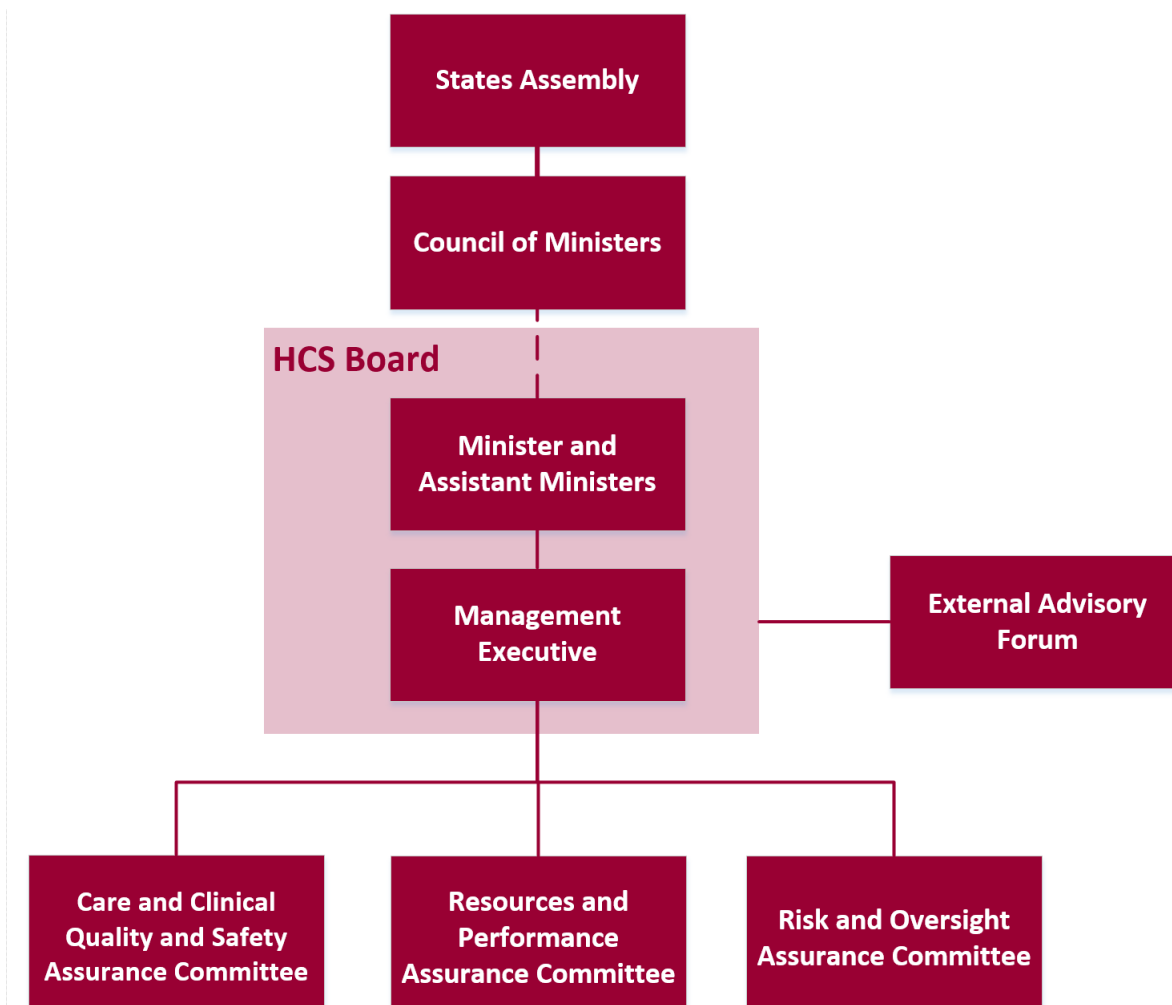 States Assembly
Council of Ministers
HCS Board
Minister and
Assistant Ministers
Management
Executive
External Advisory
Forum
Care and Clinical
Quality and Safety
Assurance Committee
Resources and
Performance
Assurance Committee
Risk and Oversight
Assurance Committee